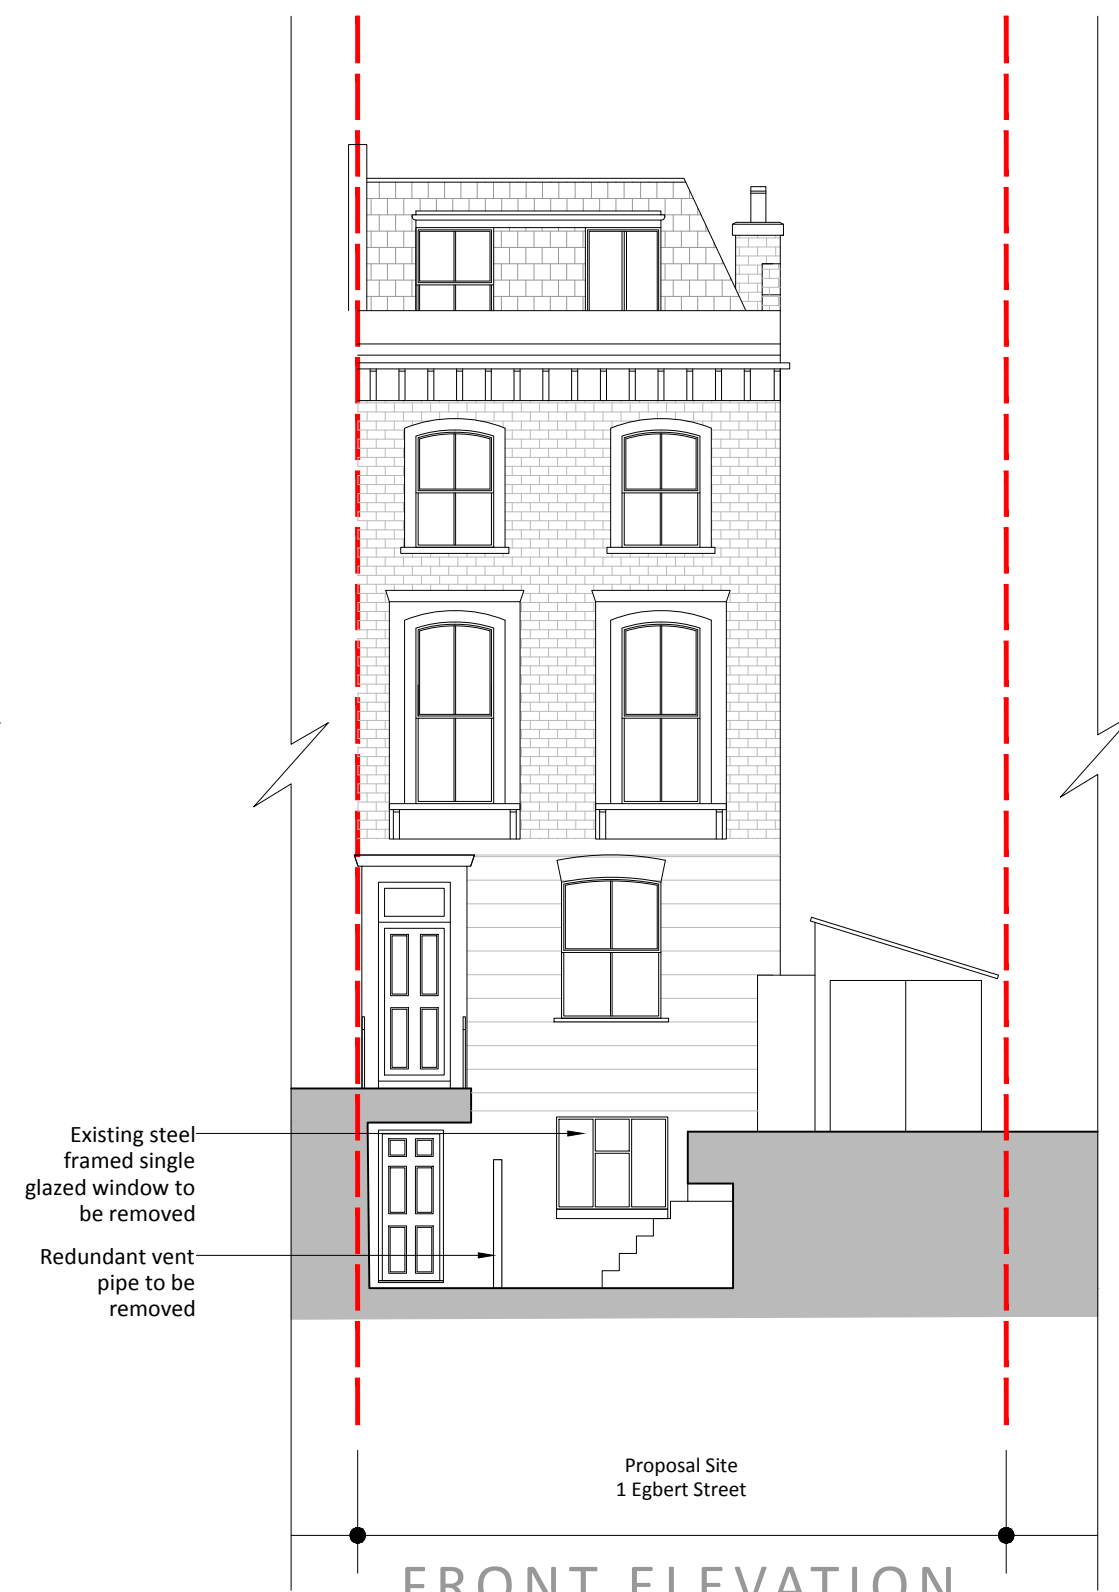 Existing steel
framed single
glazed window to
be removed
Redundant vent
pipe to be
removed
Proposal Site
1 Egbert Street
FRONT ELEVATION